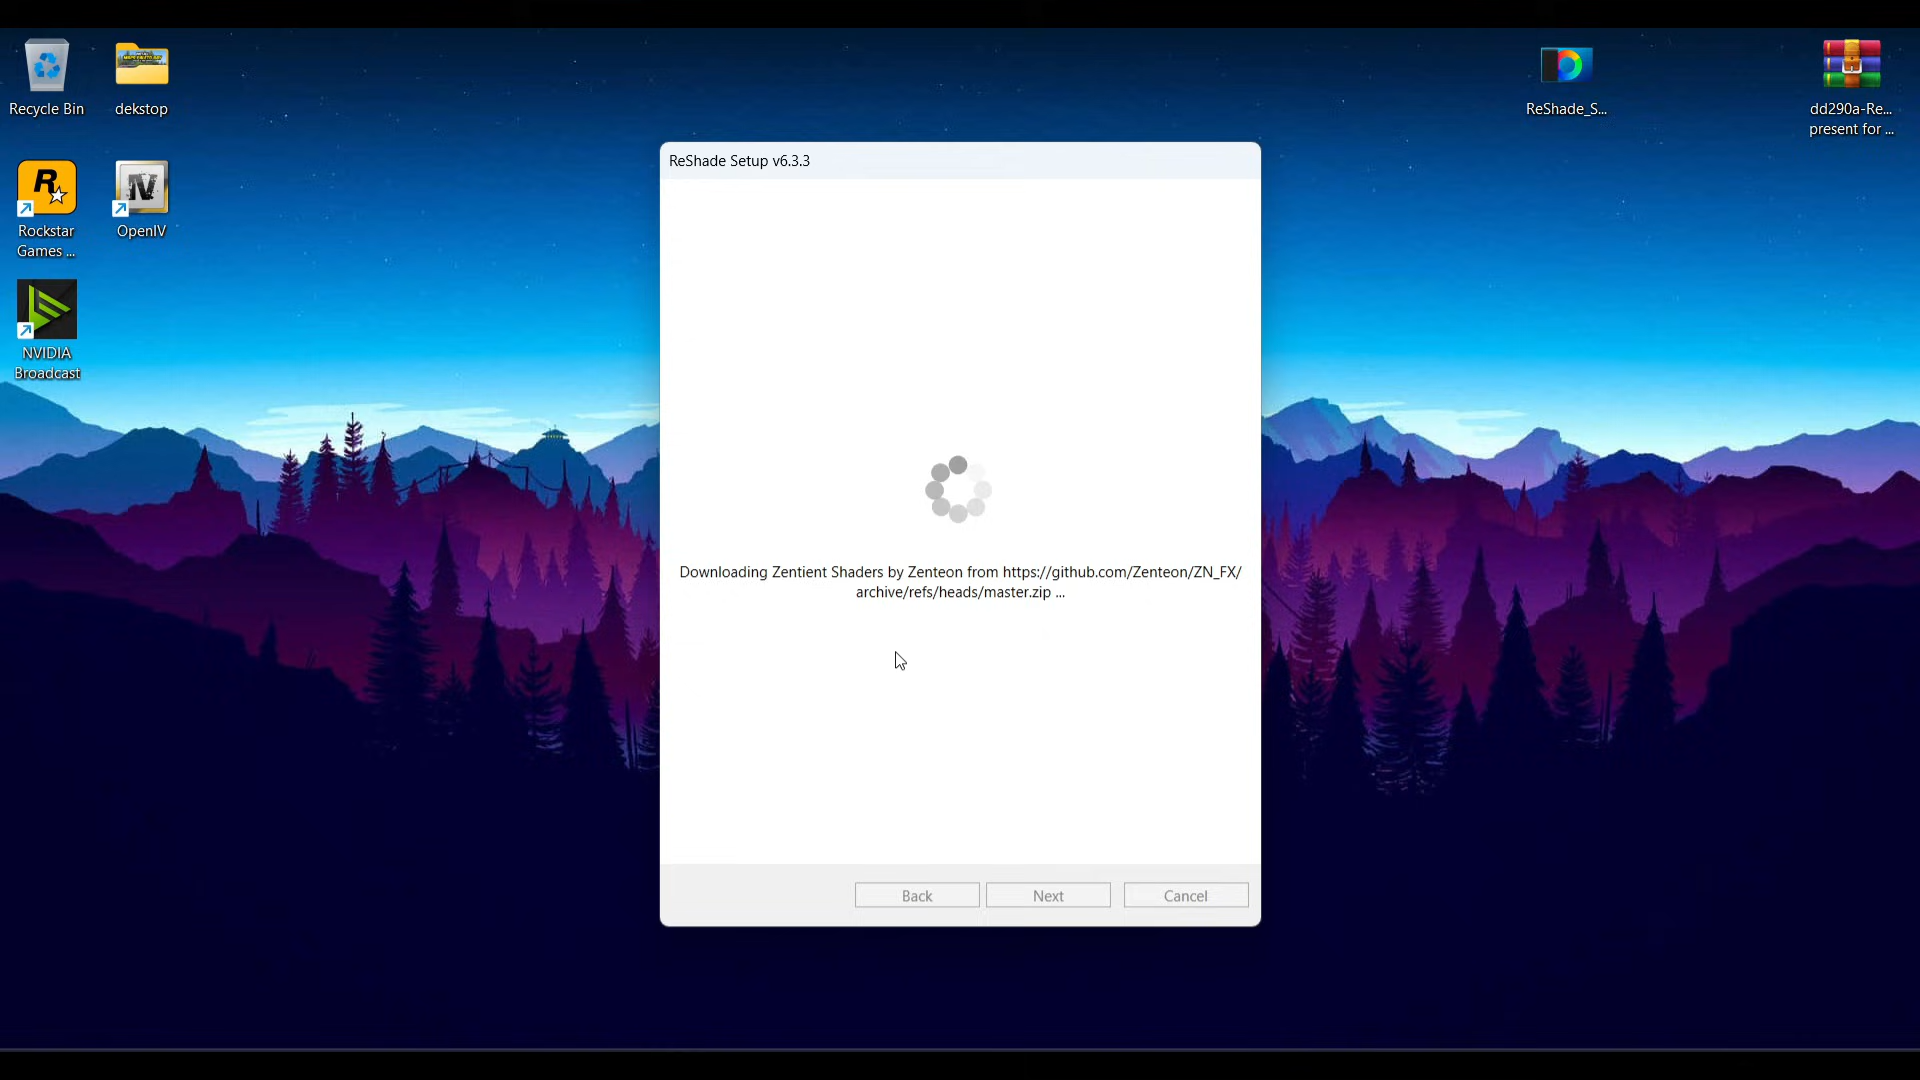 Recycle Bin
dekstop
ReShade_S...
dd290a-Re...
present for ...
Rockstar
Games ...
OpenIV
NVIDIA
Broadcast
ReShade Setup v6.3.3
Downloading Zentient Shaders by Zenteon from https://github.com/Zenteon/ZN_FX/
archive/refs/heads/master.zip ...
Back
Next
Cancel